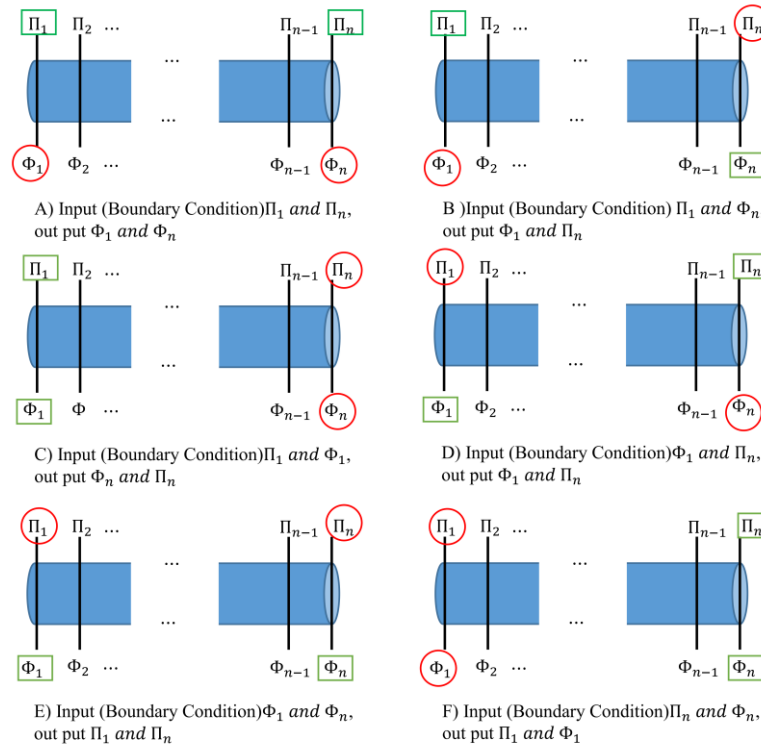 Π₁ Π₂ ... Πₙ₋₁ Πₙ
...
...
Φ₁ Φ₂ ... Φₙ₋₁ Φₙ
A) Input (Boundary Condition)Π₁ and Πₙ,
out put Φ₁ and Φₙ
Π₁ Π₂ ... Πₙ₋₁ Πₙ
...
...
Φ₁ Φ₂ ... Φₙ₋₁ Φₙ
B )Input (Boundary Condition) Π₁ and Φₙ
out put Φ₁ and Πₙ
Π₁ Π₂ ... Πₙ₋₁ Πₙ
...
...
Φ₁ Φ ... Φₙ₋₁ Φₙ
C) Input (Boundary Condition)Π₁ and Φ₁,
out put Φₙ and Πₙ
Π₁ Π₂ ... Πₙ₋₁ Πₙ
...
...
Φ₁ Φ₂ ... Φₙ₋₁ Φₙ
D) Input (Boundary Condition)Φ₁ and Πₙ,
out put Φ₁ and Πₙ
Π₁ Π₂ ... Πₙ₋₁ Πₙ
...
...
Φ₁ Φ₂ ... Φₙ₋₁ Φₙ
E) Input (Boundary Condition)Φ₁ and Φₙ,
out put Π₁ and Πₙ
Π₁ Π₂ ... Πₙ₋₁ Πₙ
...
...
Φ₁ Φ₂ ... Φₙ₋₁ Φₙ
F) Input (Boundary Condition)Πₙ and Φₙ,
out put Π₁ and Φ₁